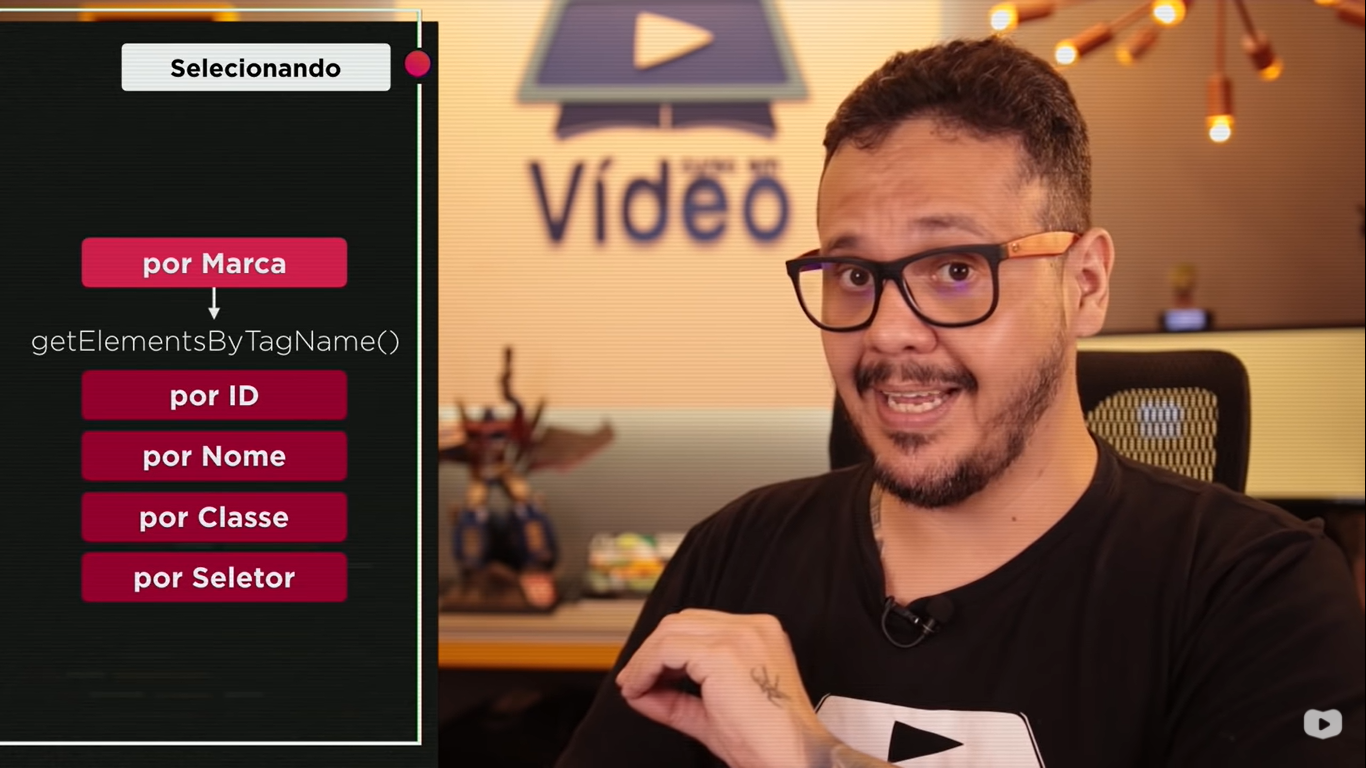 Selecionando
por Marca
getElementsByTagName()
por ID
por Nome
por Classe
por Seletor
Vídeo